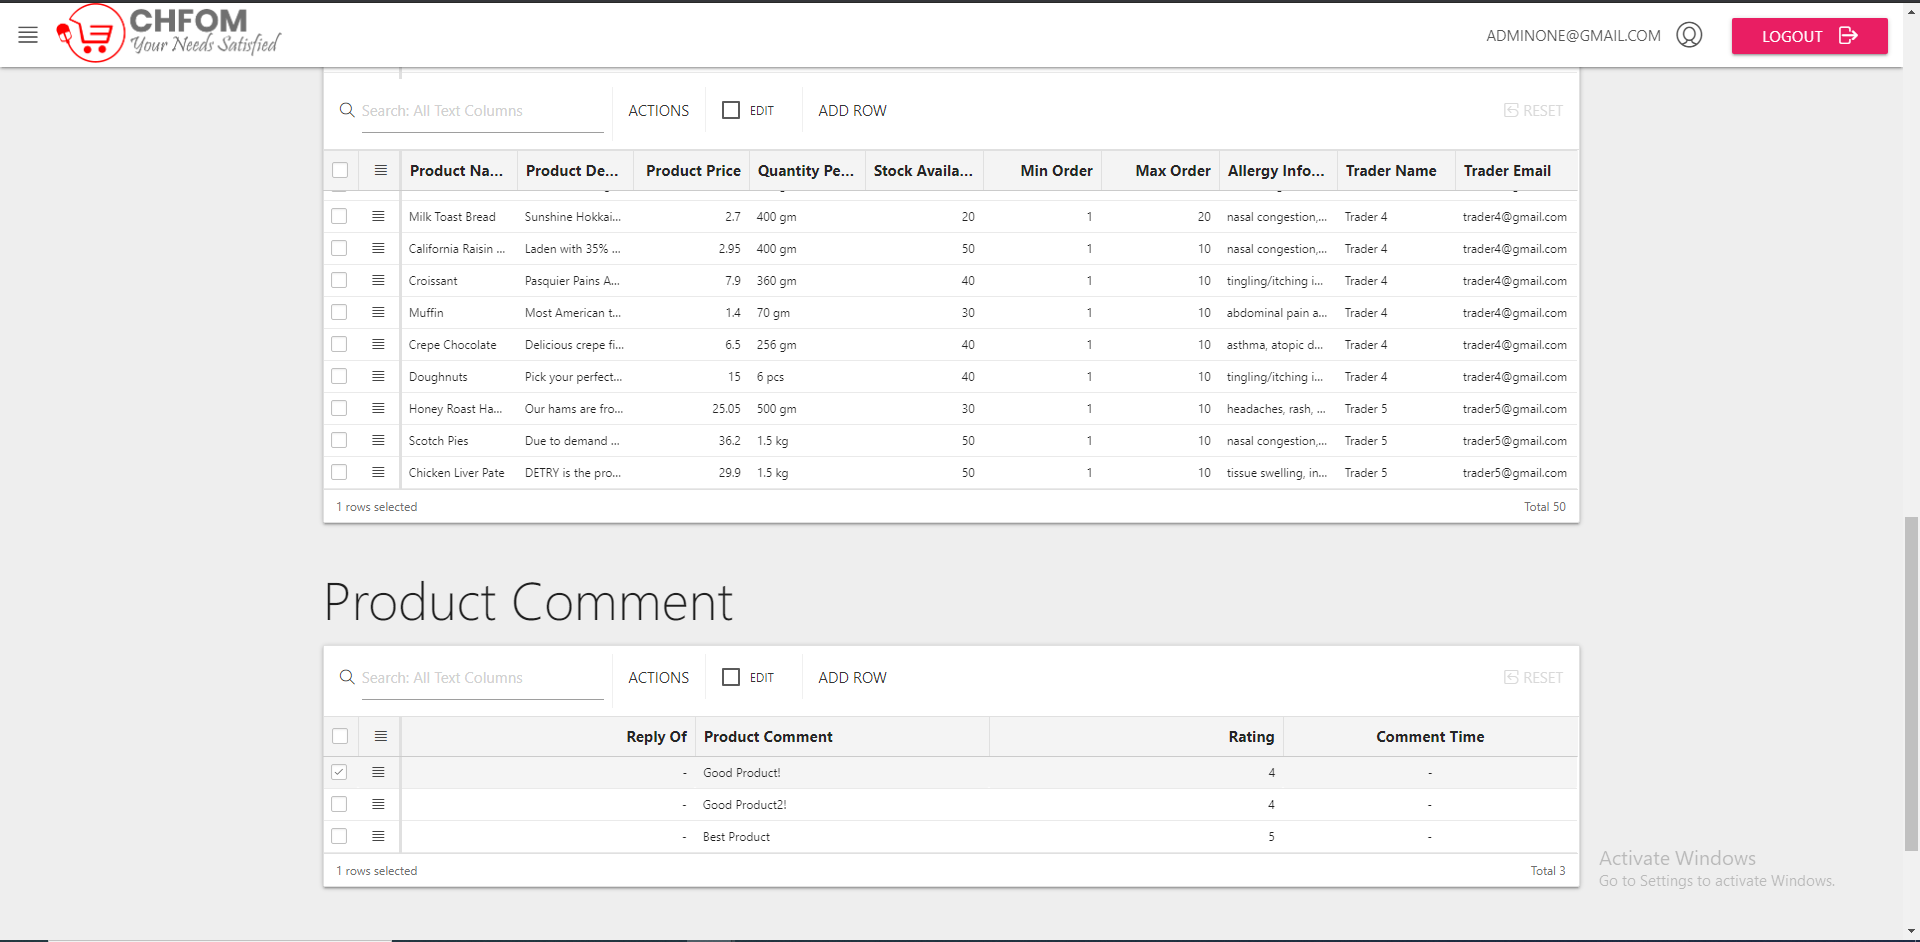 CHFOM
Your Needs Satisfied
ADMINONE@GMAIL.COM
LOGOUT
Search: All Text Columns ACTIONS EDIT ADD ROW RESET
Product Na... Product De... Product Price Quantity Pe... Stock Availa... Min Order Max Order Allergy Info... Trader Name Trader Email
Milk Toast Bread Sunshine Hokkai... 2.7 400 gm 20 1 20 nasal congestion,... Trader 4 trader4@gmail.com
California Raisin ... Laden with 35% ... 2.95 400 gm 50 1 10 nasal congestion,... Trader 4 trader4@gmail.com
Croissant Pasquier Pains A... 7.9 360 gm 40 1 10 tingling/itching i... Trader 4 trader4@gmail.com
Muffin Most American t... 1.4 70 gm 30 1 10 abdominal pain a... Trader 4 trader4@gmail.com
Crepe Chocolate Delicious crepe fi... 6.5 256 gm 40 1 10 asthma, atopic d... Trader 4 trader4@gmail.com
Doughnuts Pick your perfect... 15 6 pcs 40 1 10 tingling/itching i... Trader 4 trader4@gmail.com
Honey Roast Ha... Our hams are fro... 25.05 500 gm 30 1 10 headaches, rash, ... Trader 5 trader5@gmail.com
Scotch Pies Due to demand ... 36.2 1.5 kg 50 1 10 nasal congestion,... Trader 5 trader5@gmail.com
Chicken Liver Pate DETRY is the pro... 29.9 1.5 kg 50 1 10 tissue swelling, in... Trader 5 trader5@gmail.com
1 rows selected Total 50
Product Comment
Search: All Text Columns ACTIONS EDIT ADD ROW RESET
Reply Of Product Comment Rating Comment Time
- Good Product! 4 -
- Good Product2! 4 -
- Best Product 5 -
1 rows selected Total 3
Activate Windows
Go to Settings to activate Windows.